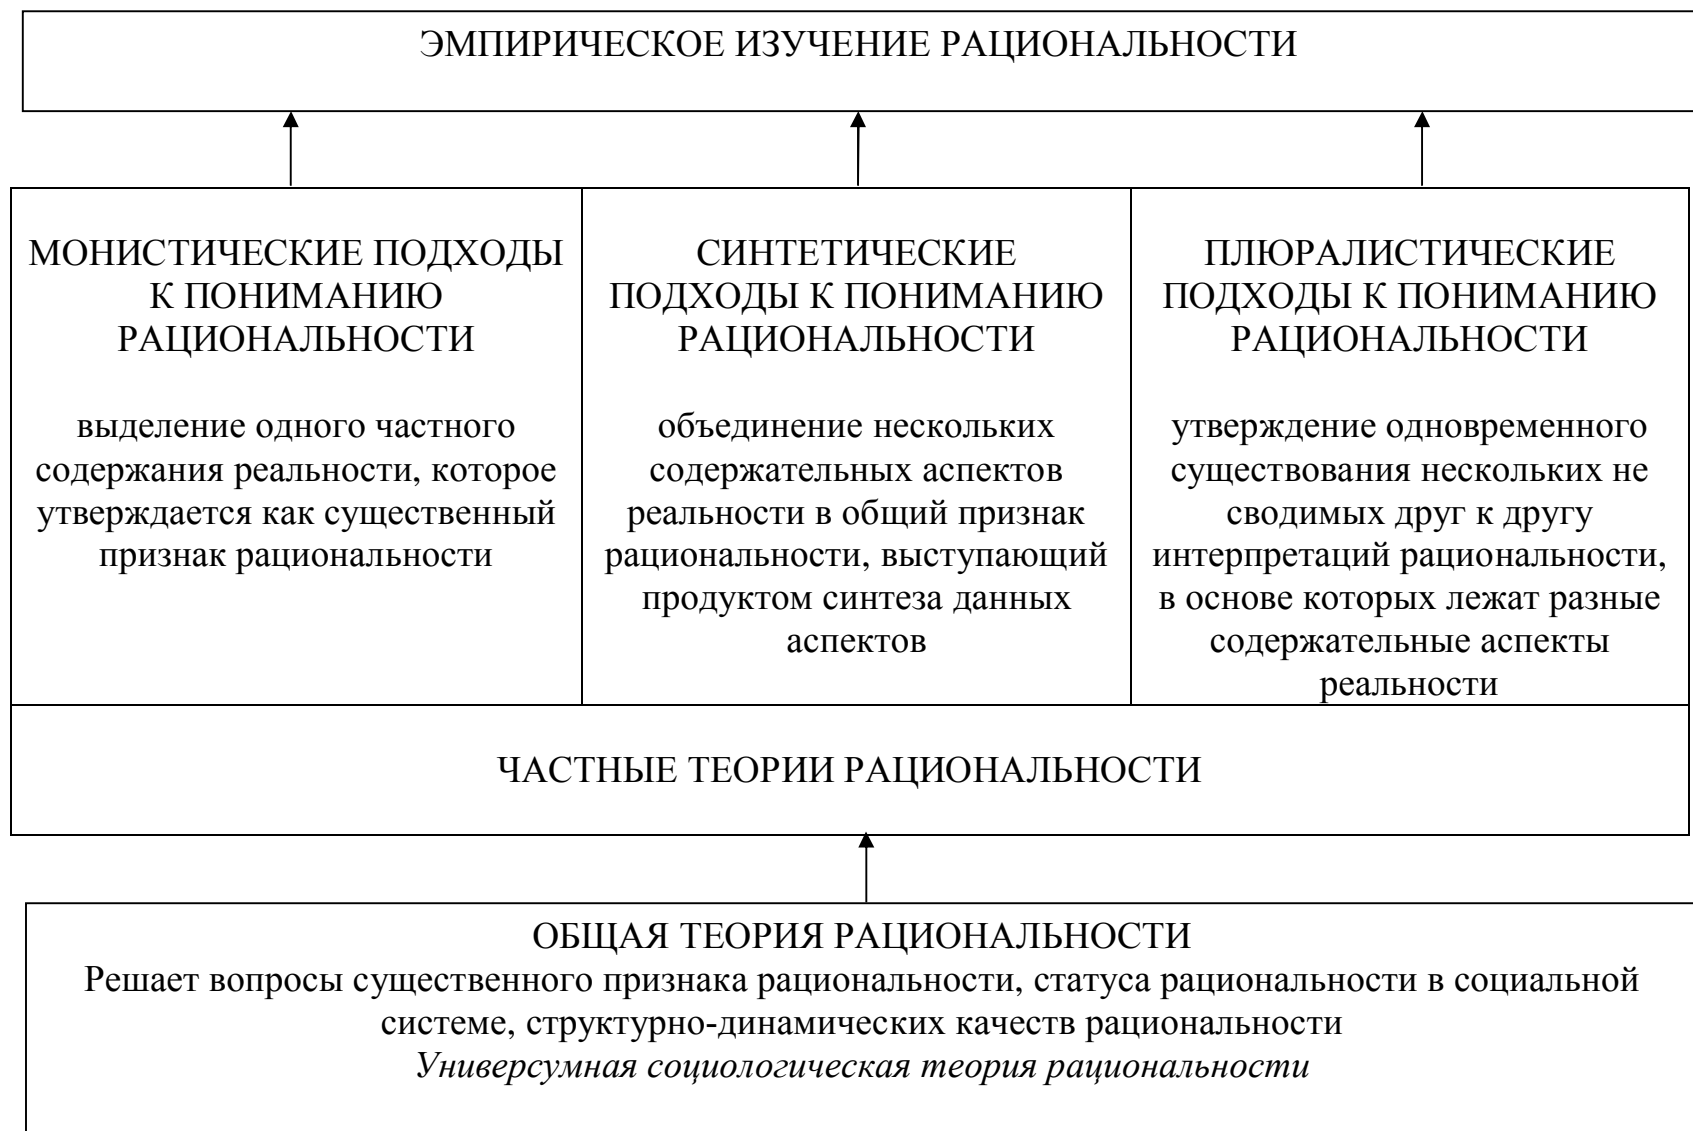 ЭМПИРИЧЕСКОЕ ИЗУЧЕНИЕ РАЦИОНАЛЬНОСТИ
МОНИСТИЧЕСКИЕ ПОДХОДЫ
К ПОНИМАНИЮ
РАЦИОНАЛЬНОСТИ
выделение одного частного
содержания реальности, которое
утверждается как существенный
признак рациональности
СИНТЕТИЧЕСКИЕ
ПОДХОДЫ К ПОНИМАНИЮ
РАЦИОНАЛЬНОСТИ
объединение нескольких
содержательных аспектов
реальности в общий признак
рациональности, выступающий
продуктом синтеза данных
аспектов
ПЛЮРАЛИСТИЧЕСКИЕ
ПОДХОДЫ К ПОНИМАНИЮ
РАЦИОНАЛЬНОСТИ
утверждение одновременного
существования нескольких не
сводимых друг к другу
интерпретаций рациональности,
в основе которых лежат разные
содержательные аспекты
реальности
ЧАСТНЫЕ ТЕОРИИ РАЦИОНАЛЬНОСТИ
ОБЩАЯ ТЕОРИЯ РАЦИОНАЛЬНОСТИ
Решает вопросы существенного признака рациональности, статуса рациональности в социальной
системе, структурно-динамических качеств рациональности
Универсумная социологическая теория рациональности